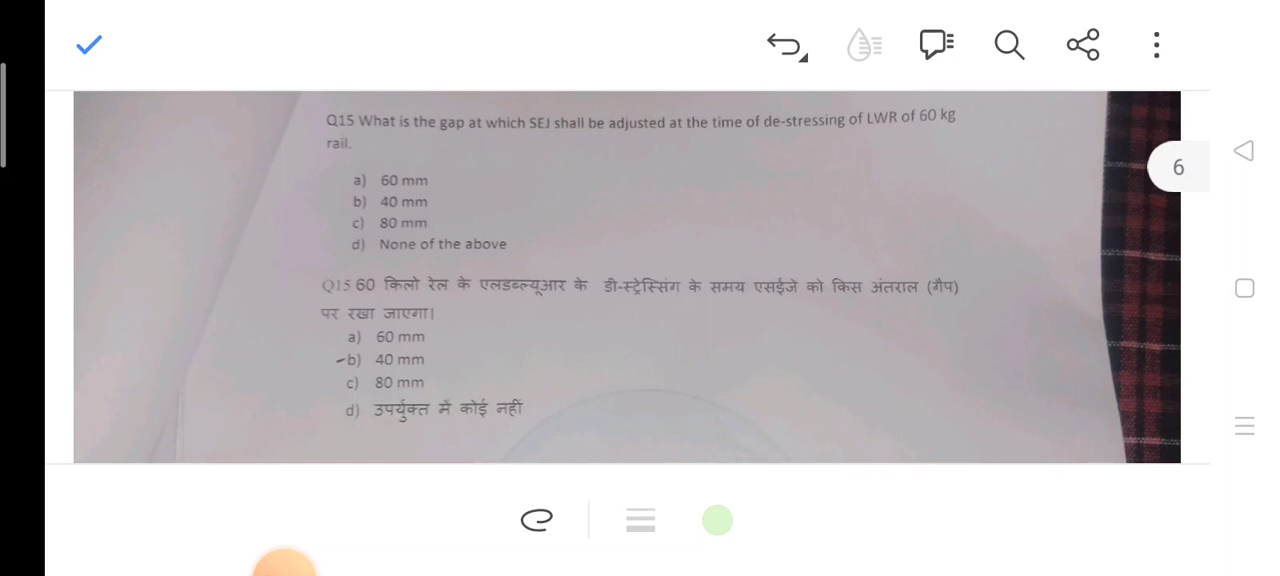 Q15 What is the gap at which SEJ shall be adjusted at the time of de-stressing of LWR of 60 kg
rail.
6
a) 60 mm
b) 40 mm
c) 80 mm
d) None of the above
Q15 60 किलो रेल के एलडब्ल्यूआर के डी-स्ट्रेस्सिंग के समय एसईजे को किस अंतराल (गैप)
पर रखा जाएगा।
a) 60 mm
b) 40 mm
c) 80 mm
d) उपर्युक्त में कोई नहीं